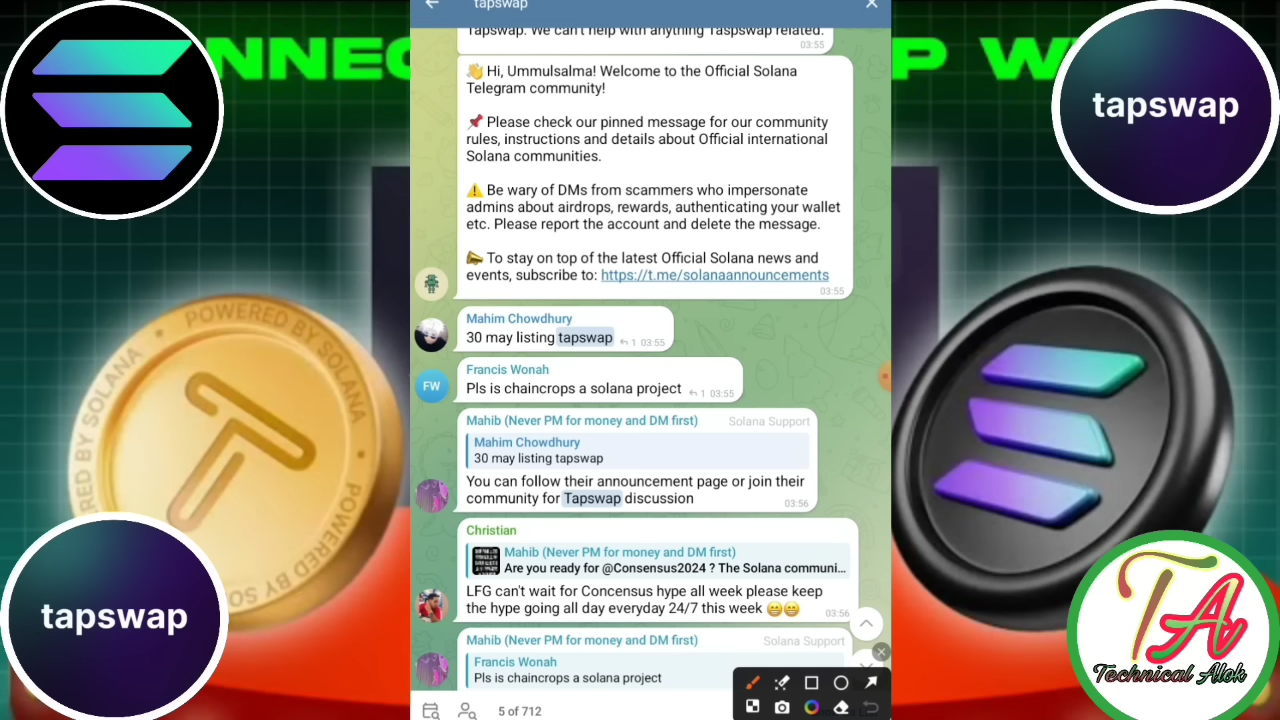 NNEC
P W
tapswap
tapswap
Tapswap. We can't help with anything Taspswap related.
03:55
👋 Hi, Ummulsalma! Welcome to the Official Solana
Telegram community!
📌 Please check our pinned message for our community
rules, instructions and details about Official international
Solana communities.
⚠️ Be wary of DMs from scammers who impersonate
admins about airdrops, rewards, authenticating your wallet
etc. Please report the account and delete the message.
📣 To stay on top of the latest Official Solana news and
events, subscribe to: https://t.me/solanaannouncements
03:55
Mahim Chowdhury
30 may listing tapswap 1 03:55
FW
Francis Wonah
Pls is chaincrops a solana project 1 03:55
Mahib (Never PM for money and DM first) Solana Support
Mahim Chowdhury
30 may listing tapswap
You can follow their announcement page or join their
community for Tapswap discussion
03:56
Christian
Mahib (Never PM for money and DM first)
Are you ready for @Consensus2024 ? The Solana communi...
LFG can't wait for Concensus hype all week please keep
the hype going all day everyday 24/7 this week 😄😄 03:56
Mahib (Never PM for money and DM first) Solana Support
Francis Wonah
Pls is chaincrops a solana project
5 of 712
POWERED BY SOLANA
POWERED BY SOLANA
tapswap
TA
Technical Alok